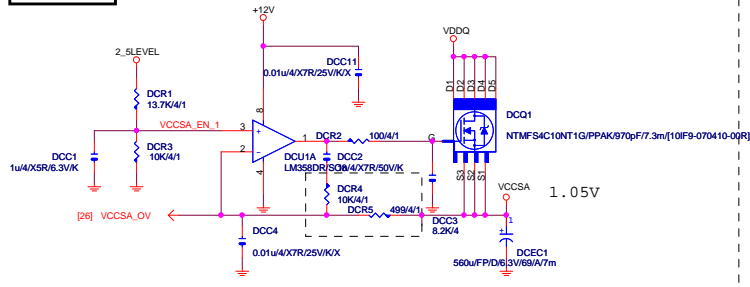 +12V
VDDQ
2_5LEVEL
DCC11
0.01u/4/X7R/25V/K/X
D1
D2
D3
D4
D5
DCR1
13.7K/4/1
8
DCQ1
VCCSA_EN_1
3
+
1
DCR2
100/4/1
G
NTMFS4C10NT1G/PPAK/970pF/7.3m/[10IF9-070410-00R]
DCC1
1u/4/X5R/6.3V/K
DCR3
10K/4/1
2
-
4
DCU1A
LM358DR/SO8
DCC2
/4/X7R/50V/K
S3
S2
S1
DCR4
10K/4/1
VCCSA
1.05V
[26] VCCSA_OV
DCR5
499/4/1
1
DCC4
0.01u/4/X7R/25V/K/X
DCC3
8.2K/4
+
DCEC1
560u/FP/D/6.3V/69/A/7m